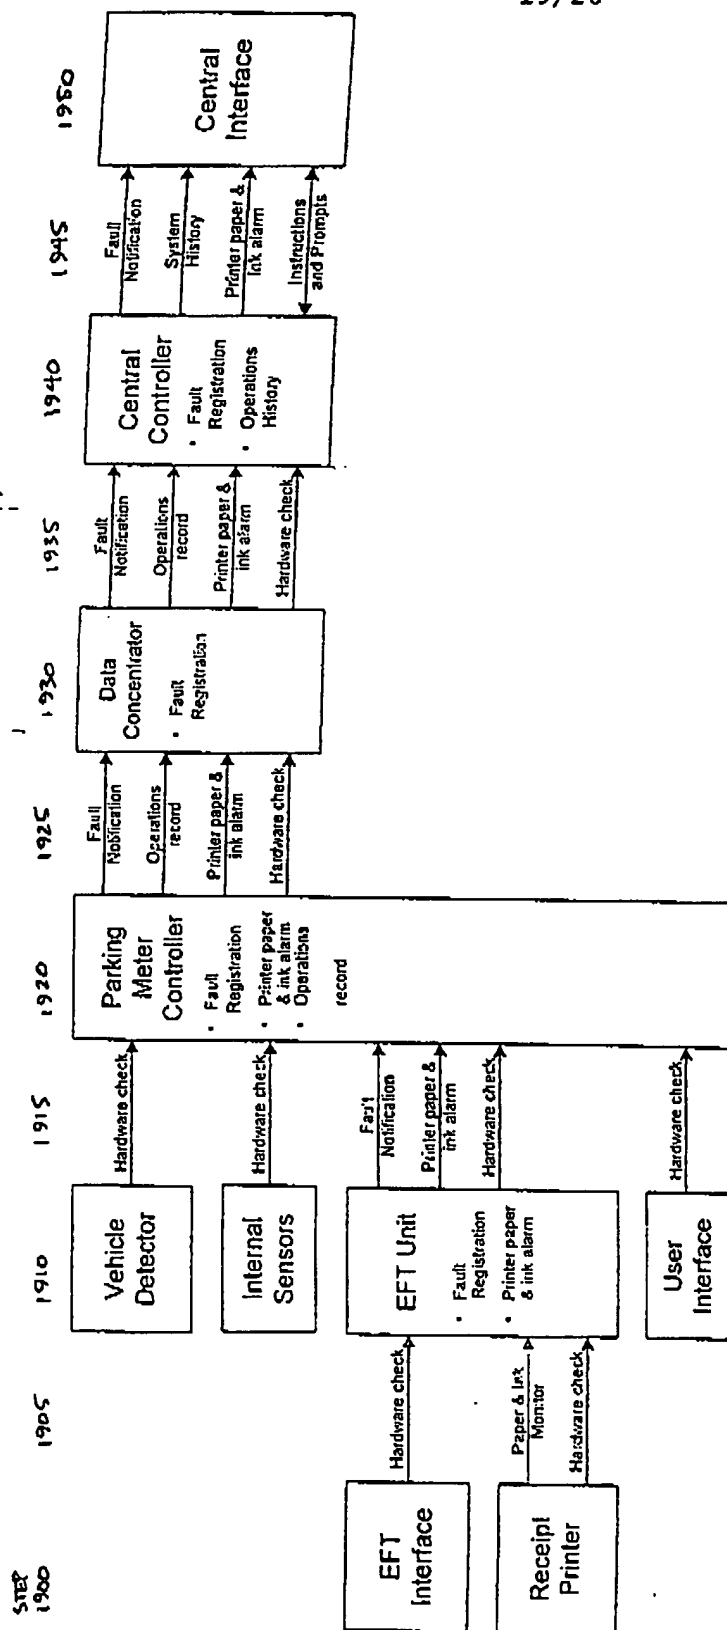 19/20
STEP
1900
1905
1910
1915
1920
1925
1930
1935
1940
1945
1950
EFT
Interface
Receipt
Printer
Hardware check
Paper & Ink
Monitor
Hardware check
Vehicle
Detector
Internal
Sensors
EFT Unit
• Fault
Registration
• Printer paper
& ink alarm
User
Interface
Hardware check
Hardware check
Fault
Notification
Printer paper &
ink alarm
Hardware check
Hardware check
Parking
Meter
Controller
• Fault
Registration
• Printer paper
& ink alarm
• Operations
record
Fault
Notification
Operations
record
Printer paper &
ink alarm
Hardware check
Data
Concentrator
• Fault
Registration
Fault
Notification
Operations
record
Printer paper &
ink alarm
Hardware check
Central
Controller
• Fault
Registration
• Operations
History
Fault
Notification
System
History
Printer paper &
ink alarm
Instructions
and Prompts
Central
Interface